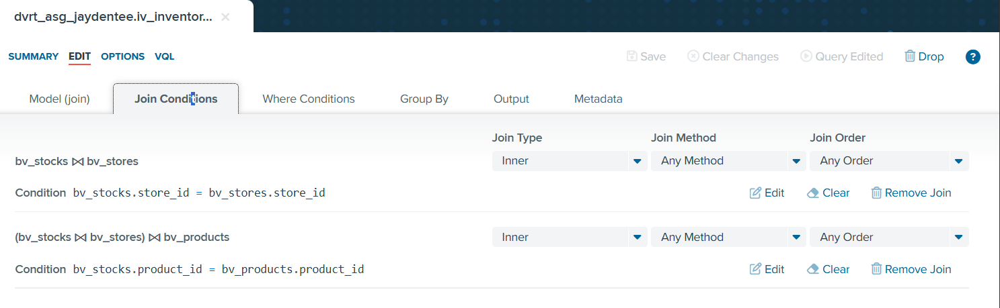 dvrt_asg_jaydentee.iv_inventor...
SUMMARY EDIT OPTIONS VQL Save Clear Changes Query Edited Drop ?
Model (join) Join Conditions Where Conditions Group By Output Metadata
Join Type Join Method Join Order
bv_stocks ⋈ bv_stores Inner Any Method Any Order
Condition bv_stocks.store_id = bv_stores.store_id Edit Clear Remove Join
(bv_stocks ⋈ bv_stores) ⋈ bv_products Inner Any Method Any Order
Condition bv_stocks.product_id = bv_products.product_id Edit Clear Remove Join